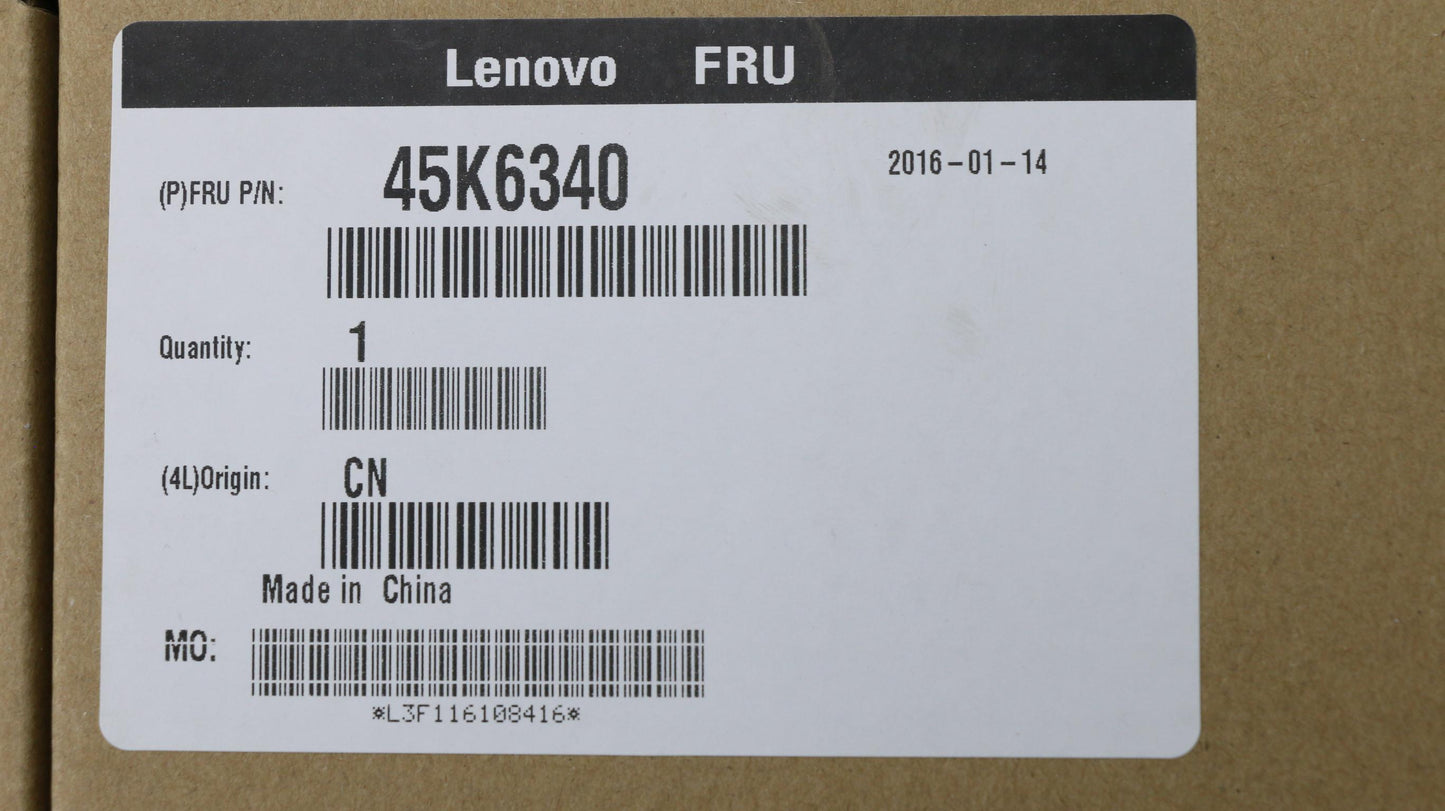 Lenovo FRU
(P)FRU P/N: 45K6340 2016-01-14
Quantity: 1
(4L)Origin: CN
Made in China
MO:
*L3F116108416*